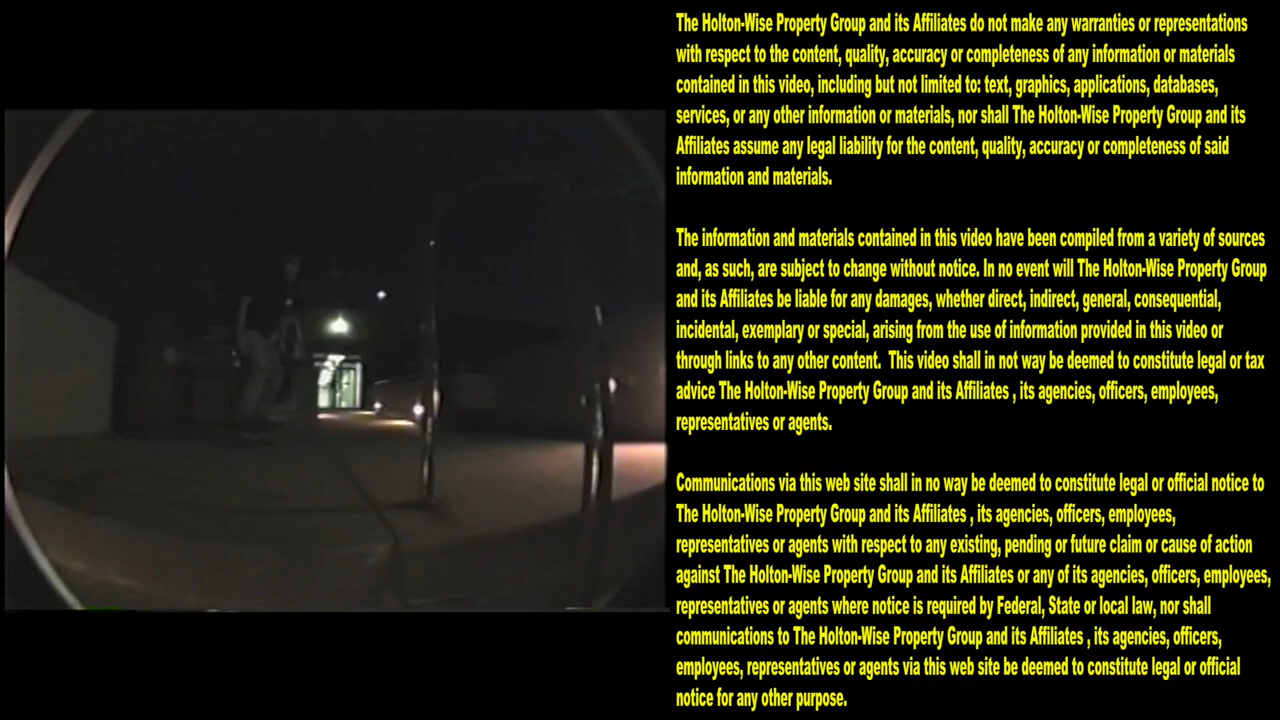 The Holton-Wise Property Group and its Affiliates do not make any warranties or representations
with respect to the content, quality, accuracy or completeness of any information or materials
contained in this video, including but not limited to: text, graphics, applications, databases,
services, or any other information or materials, nor shall The Holton-Wise Property Group and its
Affiliates assume any legal liability for the content, quality, accuracy or completeness of said
information and materials.
The information and materials contained in this video have been compiled from a variety of sources
and, as such, are subject to change without notice. In no event will The Holton-Wise Property Group
and its Affiliates be liable for any damages, whether direct, indirect, general, consequential,
incidental, exemplary or special, arising from the use of information provided in this video or
through links to any other content. This video shall in not way be deemed to constitute legal or tax
advice The Holton-Wise Property Group and its Affiliates , its agencies, officers, employees,
representatives or agents.
Communications via this web site shall in no way be deemed to constitute legal or official notice to
The Holton-Wise Property Group and its Affiliates , its agencies, officers, employees,
representatives or agents with respect to any existing, pending or future claim or cause of action
against The Holton-Wise Property Group and its Affiliates or any of its agencies, officers, employees,
representatives or agents where notice is required by Federal, State or local law, nor shall
communications to The Holton-Wise Property Group and its Affiliates , its agencies, officers,
employees, representatives or agents via this web site be deemed to constitute legal or official
notice for any other purpose.